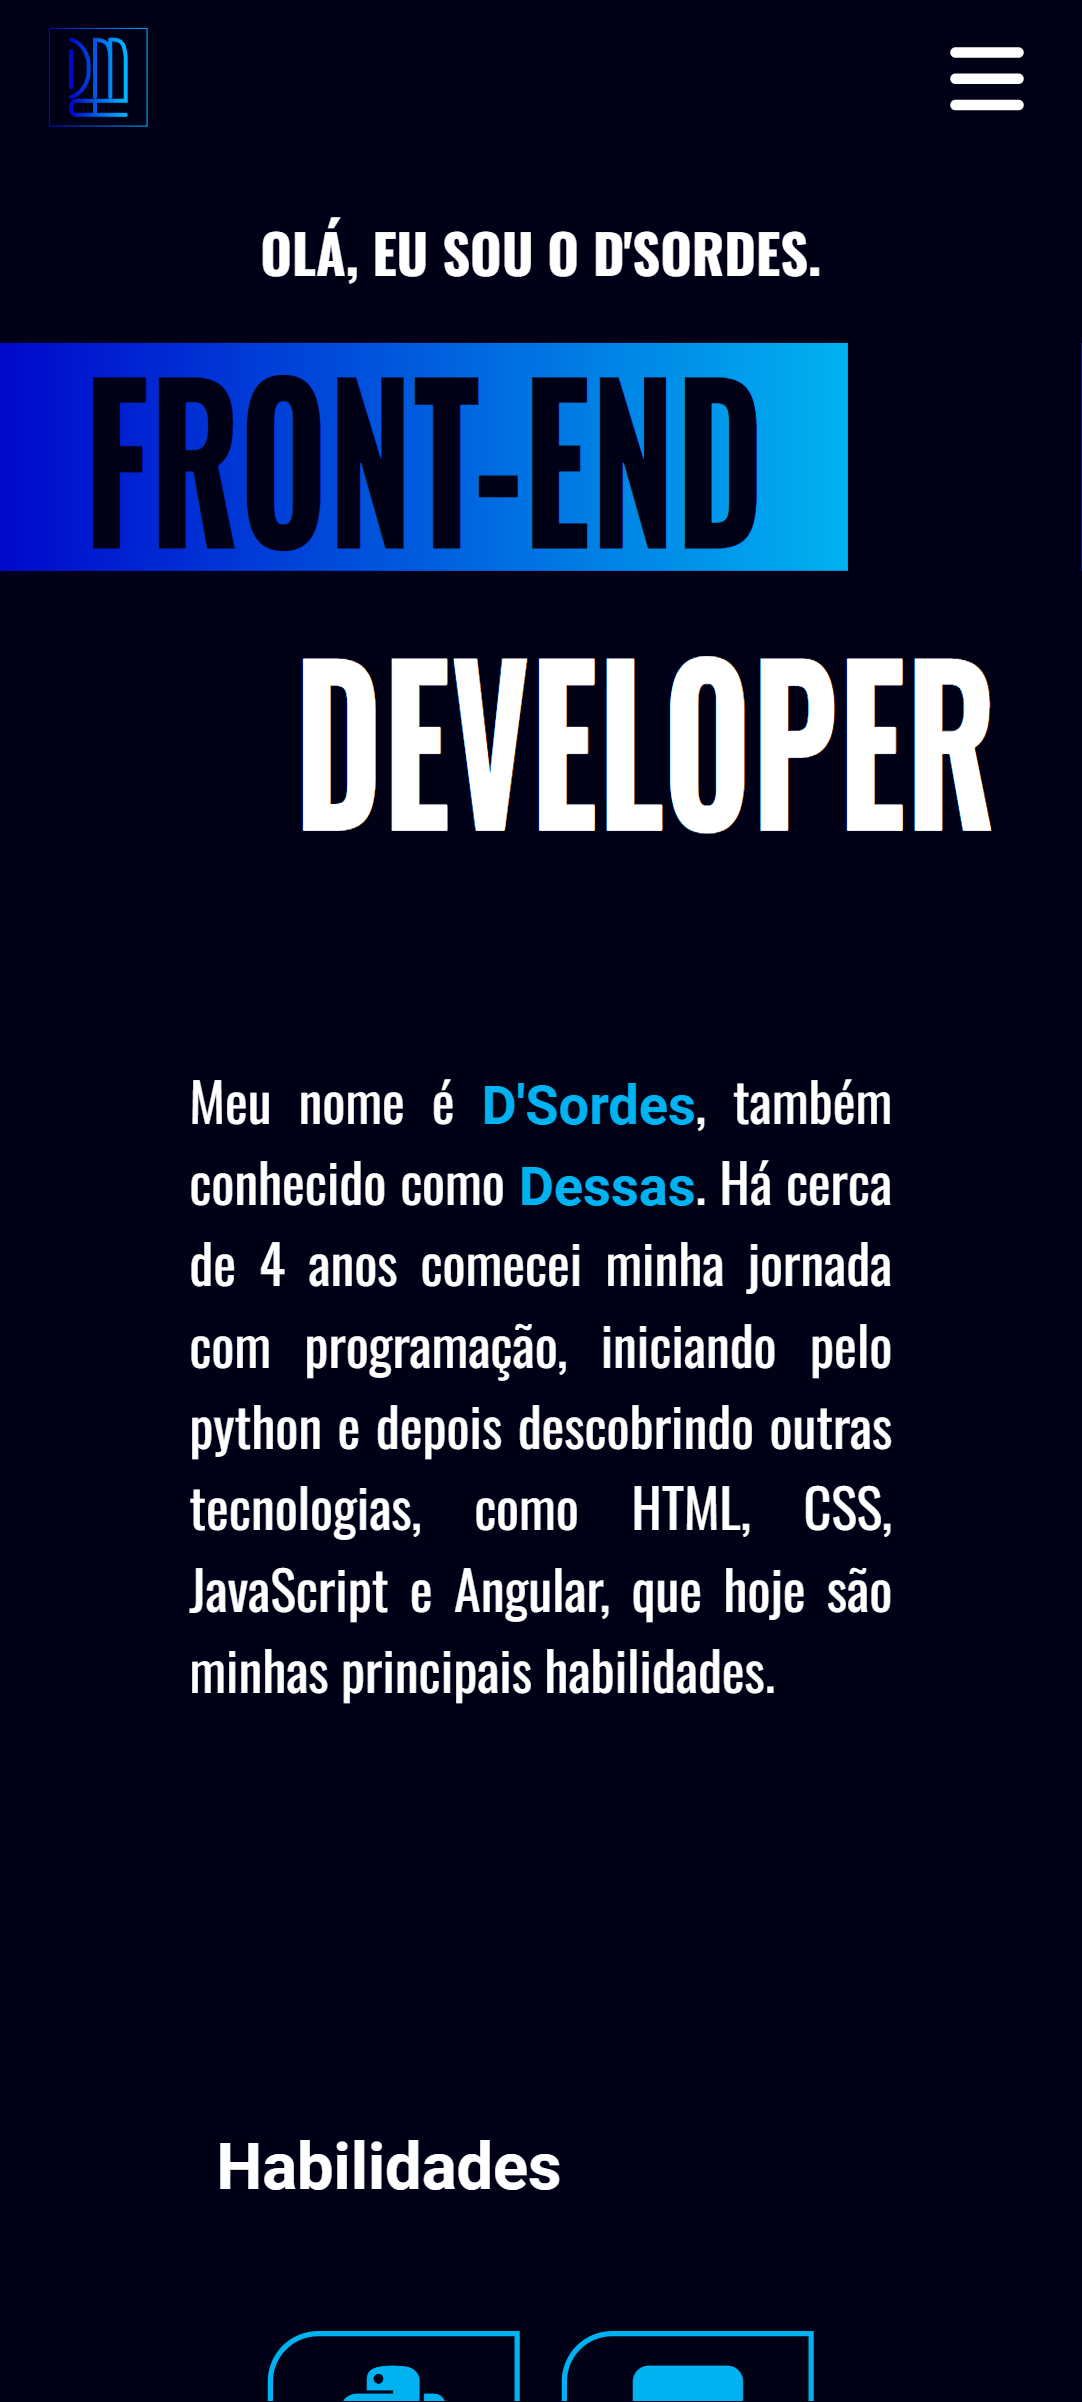 OLÁ, EU SOU O D'SORDES.
FRONT-END
DEVELOPER
Meu nome é D'Sordes, também
conhecido como Dessas. Há cerca
de 4 anos comecei minha jornada
com programação, iniciando pelo
python e depois descobrindo outras
tecnologias, como HTML, CSS,
JavaScript e Angular, que hoje são
minhas principais habilidades.
Habilidades